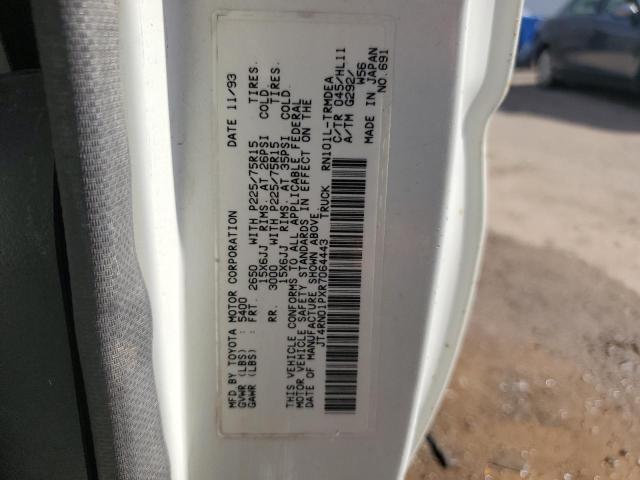 MFD. BY TOYOTA MOTOR CORPORATION DATE 11/93
GVWR (LBS) : 5400
GAWR (LBS) : FRT. 2650 WITH P225/75R15 TIRES.
15X6JJ RIMS. AT 26PSI COLD
RR. 3000 WITH P225/75R15 TIRES.
15X6JJ RIMS. AT 35PSI COLD.
THIS VEHICLE CONFORMS TO ALL APPLICABLE FEDERAL
MOTOR VEHICLE SAFETY STANDARDS IN EFFECT ON THE
DATE OF MANUFACTURE SHOWN ABOVE.
JT4RN01PXR7064443 TRUCK RN101L-TRMDEA
C/TR 045/HL11
A/TM G292/
W56
MADE IN JAPAN
NO.691